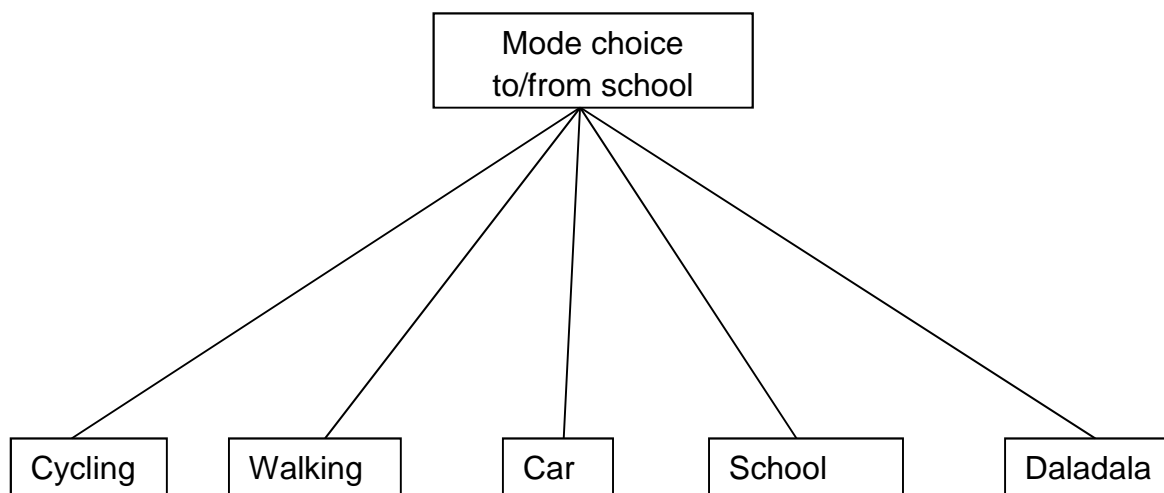 Mode choice
to/from school
Cycling
Walking
Car
School
Daladala